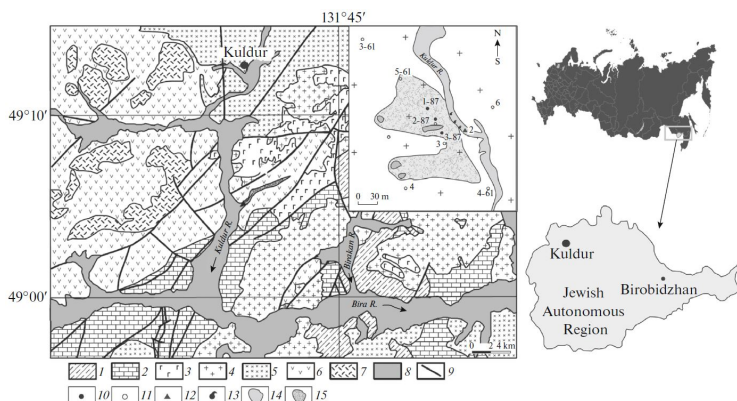 131°45′
Kuldur
49°10′
49°00′
Kuldur R.
Birakan R.
Bira R.
0 2 4 km
N
S
Kuldur R.
3-61
5-61
1-87
2-87
3-87
2
3
6
4
4-61
0 30 m
Kuldur
Birobidzhan
Jewish
Autonomous
Region
1 2 3 4 5 6 7 8 9
10 11 12 13 14 15